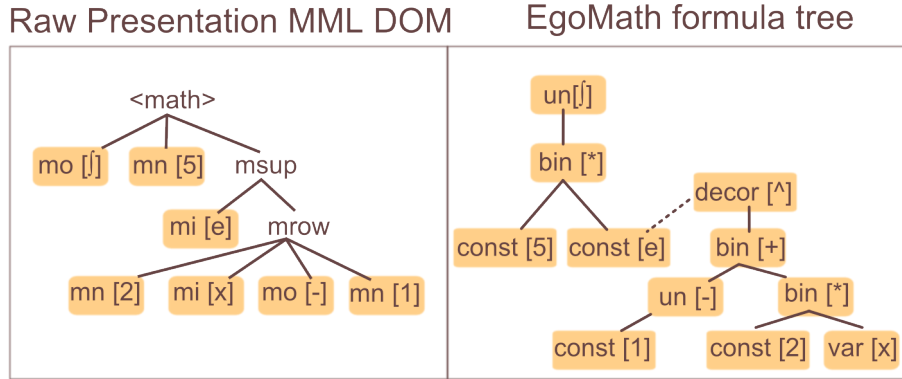 Raw Presentation MML DOM
EgoMath formula tree
<math>
mo [∫]
mn [5]
msup
mi [e]
mrow
mn [2]
mi [x]
mo [-]
mn [1]
un[∫]
bin [*]
const [5]
const [e]
decor [^]
bin [+]
un [-]
bin [*]
const [1]
const [2]
var [x]